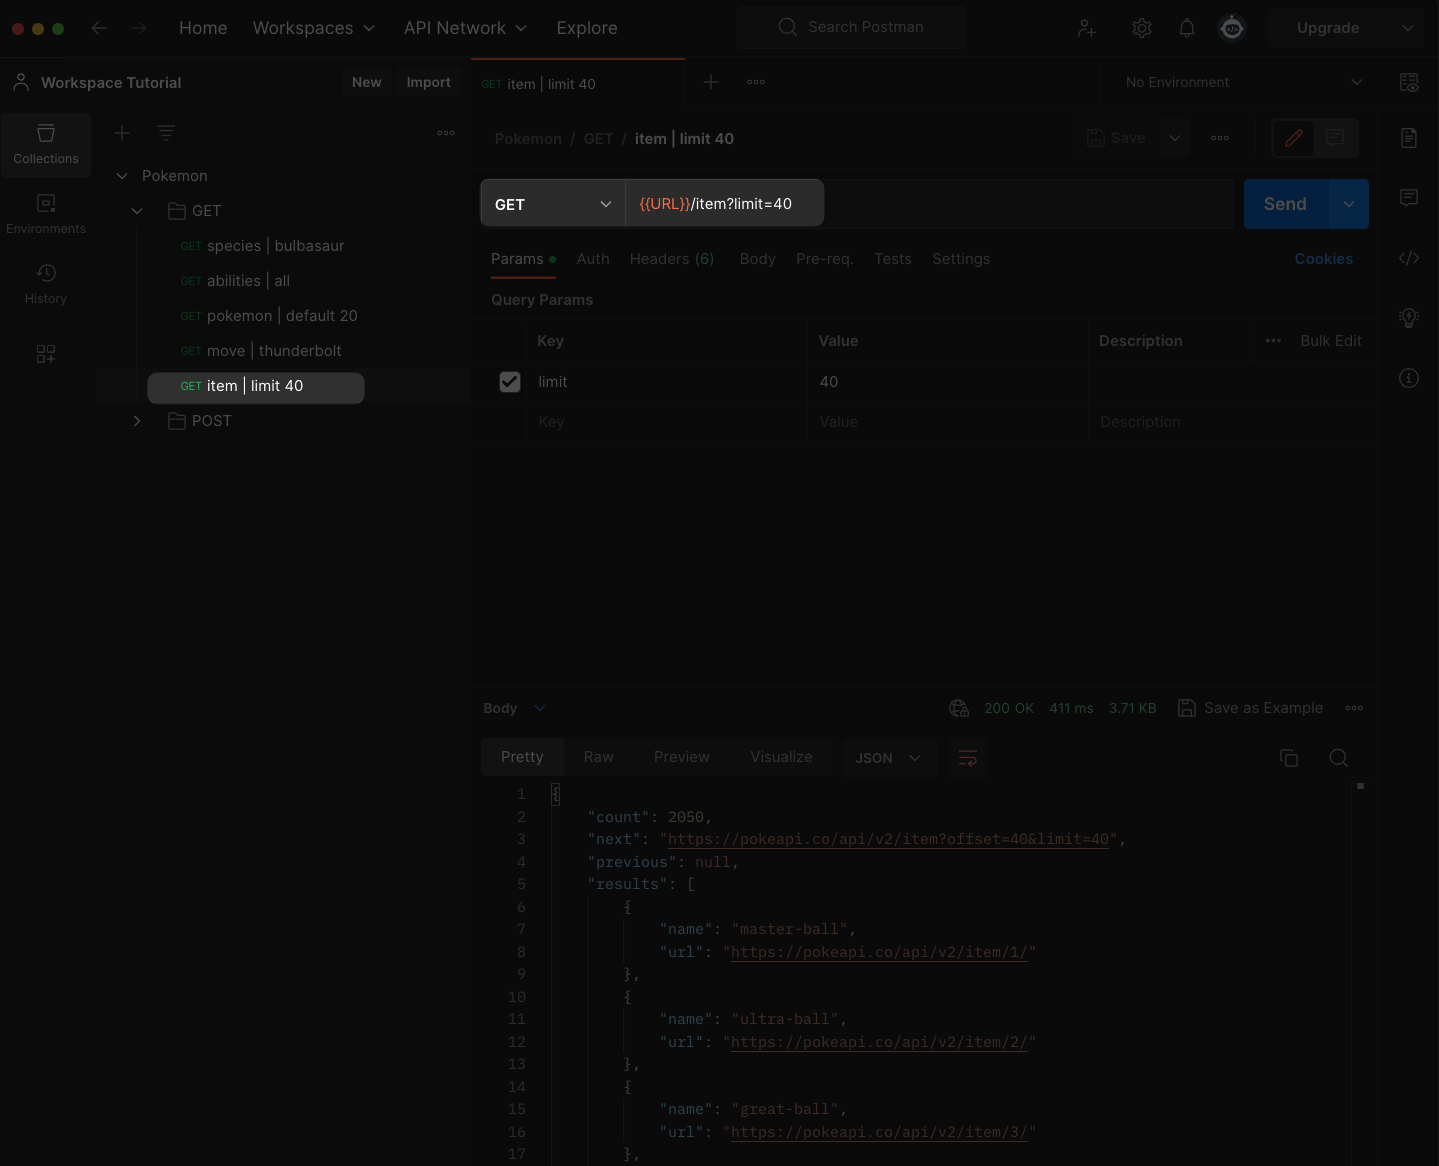 Home Workspaces API Network Explore Search Postman Upgrade
Workspace Tutorial New Import GET item | limit 40 No Environment
Collections
Environments
History
Pokemon
GET
GET species | bulbasaur
GET abilities | all
GET pokemon | default 20
GET move | thunderbolt
GET item | limit 40
POST
Pokemon / GET / item | limit 40 Save
GET {{URL}}/item?limit=40 Send
Params Auth Headers (6) Body Pre-req. Tests Settings Cookies
Query Params
Key Value Description Bulk Edit
limit 40
Key Value Description
Body 200 OK 411 ms 3.71 KB Save as Example
Pretty Raw Preview Visualize JSON
1 {
2 "count": 2050,
3 "next": "https://pokeapi.co/api/v2/item?offset=40&limit=40",
4 "previous": null,
5 "results": [
6 {
7 "name": "master-ball",
8 "url": "https://pokeapi.co/api/v2/item/1/"
9 },
10 {
11 "name": "ultra-ball",
12 "url": "https://pokeapi.co/api/v2/item/2/"
13 },
14 {
15 "name": "great-ball",
16 "url": "https://pokeapi.co/api/v2/item/3/"
17 },